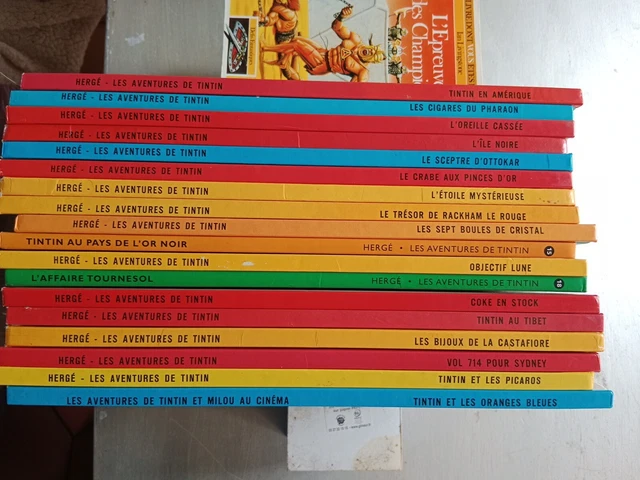 L'Epreuve
des Champi
HERGÉ - LES AVENTURES DE TINTIN TINTIN EN AMÉRIQUE
HERGÉ - LES AVENTURES DE TINTIN LES CIGARES DU PHARAON
HERGÉ - LES AVENTURES DE TINTIN L'OREILLE CASSÉE
HERGÉ - LES AVENTURES DE TINTIN L'ÎLE NOIRE
HERGÉ - LES AVENTURES DE TINTIN LE SCEPTRE D'OTTOKAR
HERGÉ - LES AVENTURES DE TINTIN LE CRABE AUX PINCES D'OR
HERGÉ - LES AVENTURES DE TINTIN L'ÉTOILE MYSTÉRIEUSE
HERGÉ - LES AVENTURES DE TINTIN LE TRÉSOR DE RACKHAM LE ROUGE
HERGÉ - LES AVENTURES DE TINTIN LES SEPT BOULES DE CRISTAL
TINTIN AU PAYS DE L'OR NOIR HERGÉ • LES AVENTURES DE TINTIN 15
HERGÉ - LES AVENTURES DE TINTIN OBJECTIF LUNE
L'AFFAIRE TOURNESOL HERGÉ • LES AVENTURES DE TINTIN 18
HERGÉ - LES AVENTURES DE TINTIN COKE EN STOCK
HERGÉ - LES AVENTURES DE TINTIN TINTIN AU TIBET
HERGÉ - LES AVENTURES DE TINTIN LES BIJOUX DE LA CASTAFIORE
HERGÉ - LES AVENTURES DE TINTIN VOL 714 POUR SYDNEY
HERGÉ - LES AVENTURES DE TINTIN TINTIN ET LES PICAROS
LES AVENTURES DE TINTIN ET MILOU AU CINÉMA TINTIN ET LES ORANGES BLEUES